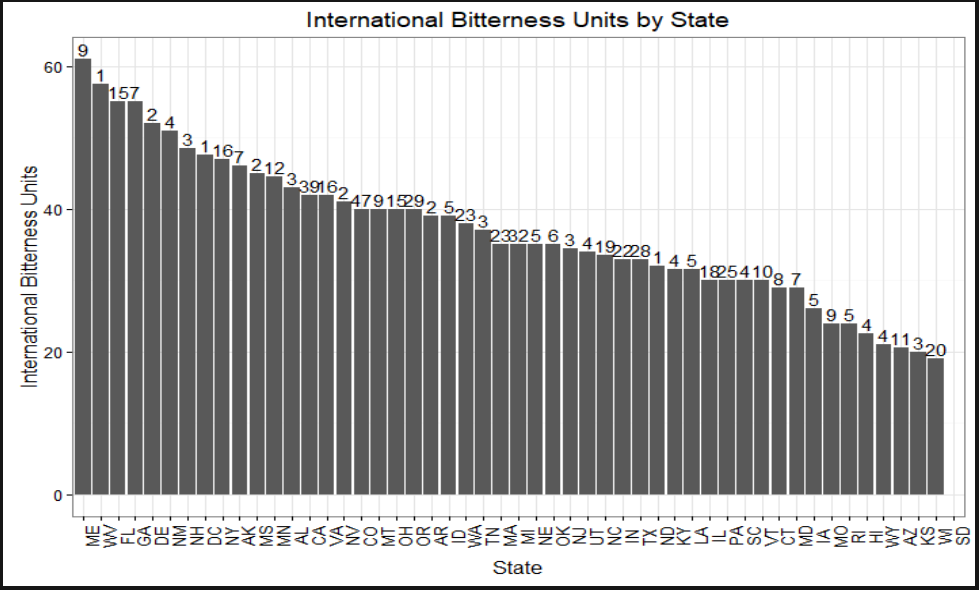 International Bitterness Units by State
International Bitterness Units
60
40
20
0
9 1 15 7 2 4 3 1 16 7 2 12 3 39 16 2 47 9 15 29 2 5 23 3 23 32 5 6 3 4 19 22 28 1 4 5 18 25 4 10 8 7 5 9 5 4 4 11 3 20
ME WV FL GA DE NM NH DC NY AK MS MN AL CA VA NV CO MT OH OR AR ID WA TN MA MI NE OK NJ UT NC IN TX ND KY LA IL PA SC VT CT MD IA MO RI HI WY AZ KS WI SD
State